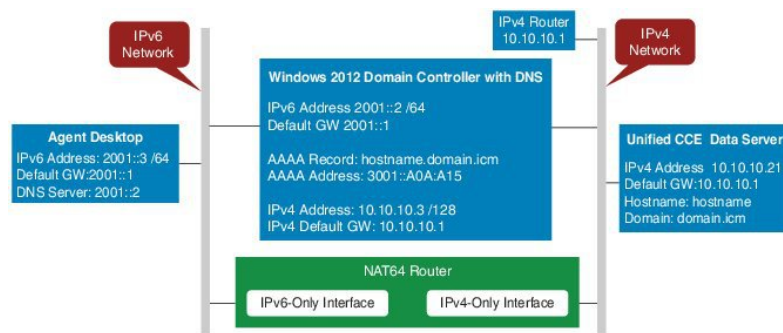 IPv6
Network
IPv4 Router
10.10.10.1
IPv4
Network
Windows 2012 Domain Controller with DNS
IPv6 Address 2001::2 /64
Default GW 2001::1
AAAA Record: hostname.domain.icm
AAAA Address: 3001::A0A:A15
IPv4 Address: 10.10.10.3 /128
IPv4 Default GW: 10.10.10.1
Agent Desktop
IPv6 Address: 2001::3 /64
Default GW:2001::1
DNS Server: 2001::2
Unified CCE Data Server
IPv4 Address 10.10.10.21
Default GW:10.10.10.1
Hostname: hostname
Domain: domain.icm
NAT64 Router
IPv6-Only Interface
IPv4-Only Interface